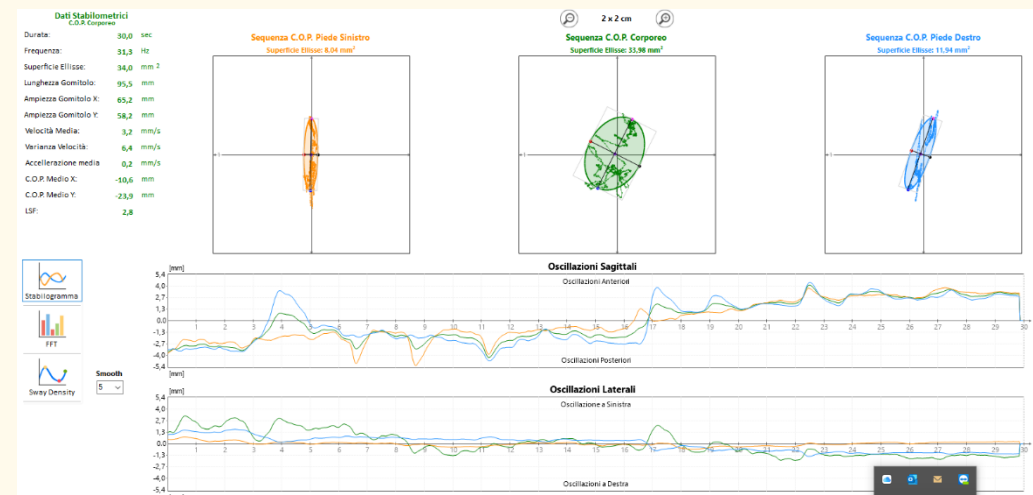 Dati Stabilometrici
C.O.P. Corporeo
Durata: 30,0 sec
Frequenza: 31,3 Hz
Superficie Ellisse: 34,0 mm 2
Lunghezza Gomitolo: 95,5 mm
Ampiezza Gomitolo X: 65,2 mm
Ampiezza Gomitolo Y: 58,2 mm
Velocità Media: 3,2 mm/s
Varianza Velocità: 6,4 mm/s
Accellerazione media 0,2 mm/s
C.O.P. Medio X: -10,6 mm
C.O.P. Medio Y: -23,9 mm
LSF: 2,8
2 x 2 cm
Sequenza C.O.P. Piede Sinistro
Superficie Ellisse: 8,04 mm²
Sequenza C.O.P. Corporeo
Superficie Ellisse: 33,98 mm²
Sequenza C.O.P. Piede Destro
Superficie Ellisse: 11,94 mm²
Stabilogramma
FFT
Sway Density
Smooth
5
Oscillazioni Sagittali
[mm]
Oscillazioni Anteriori
5,4
4,0
2,7
1,3
0,0
-1,3
-2,7
-4,0
-5,4
1 2 3 4 5 6 7 8 9 10 11 12 13 14 15 16 17 18 19 20 21 22 23 24 25 26 27 28 29 30
Oscillazioni Posteriori
Oscillazioni Laterali
[mm]
Oscillazione a Sinistra
5,4
4,0
2,7
1,3
0,0
-1,3
-2,7
-4,0
-5,4
1 2 3 4 5 6 7 8 9 10 11 12 13 14 15 16 17 18 19 20 21 22 23 24 25 26 27 28 29 30
Oscillazioni a Destra